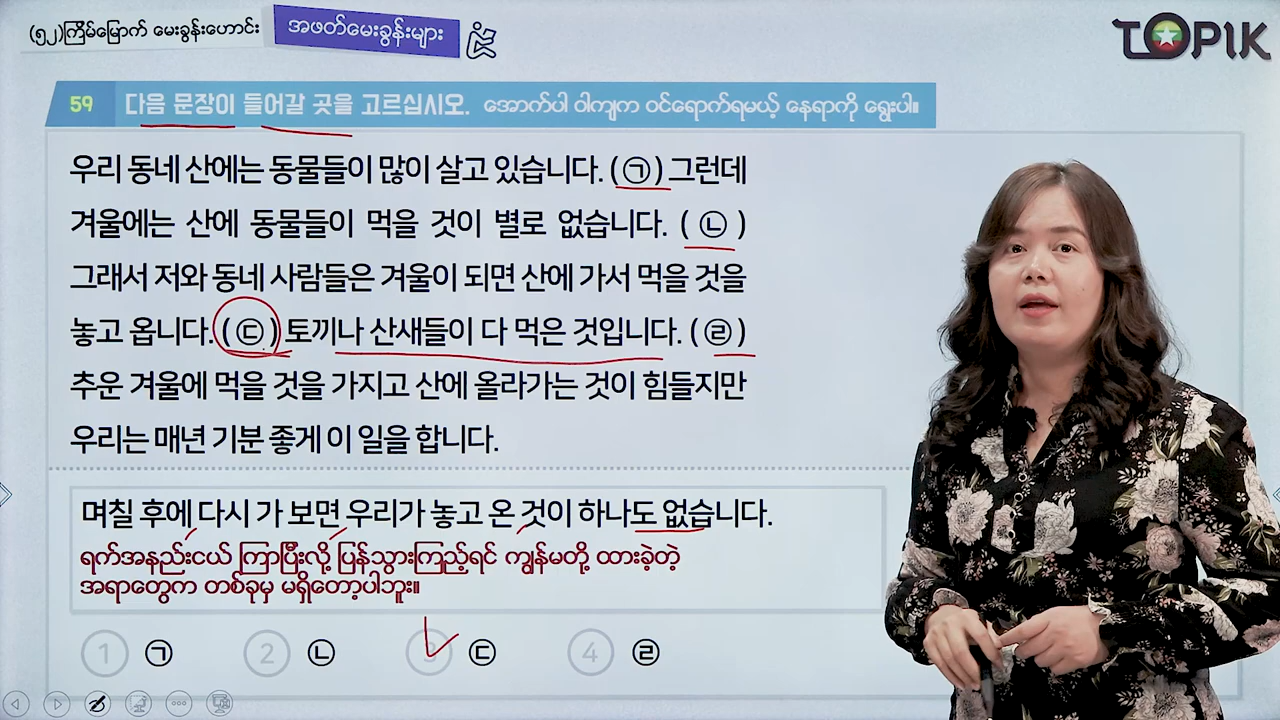 (၅၂)ကြိမ်မြောက် မေးခွန်းဟောင်း
အဖတ်မေးခွန်းများ
TOPIK
59 다음 문장이 들어갈 곳을 고르십시오. အောက်ပါ ဝါကျက ဝင်ရောက်ရမယ့် နေရာကို ရွေးပါ။
우리 동네 산에는 동물들이 많이 살고 있습니다. (㉠) 그런데
겨울에는 산에 동물들이 먹을 것이 별로 없습니다. (㉡)
그래서 저와 동네 사람들은 겨울이 되면 산에 가서 먹을 것을
놓고 옵니다. (㉢) 토끼나 산새들이 다 먹은 것입니다. (㉣)
추운 겨울에 먹을 것을 가지고 산에 올라가는 것이 힘들지만
우리는 매년 기분 좋게 이 일을 합니다.
며칠 후에 다시 가 보면 우리가 놓고 온 것이 하나도 없습니다.
ရက်အနည်းငယ် ကြာပြီးလို့ ပြန်သွားကြည့်ရင် ကျွန်မတို့ ထားခဲ့တဲ့
အရာတွေက တစ်ခုမှ မရှိတော့ပါဘူး။
① ㉠ ② ㉡ ③ ㉢ ④ ㉣